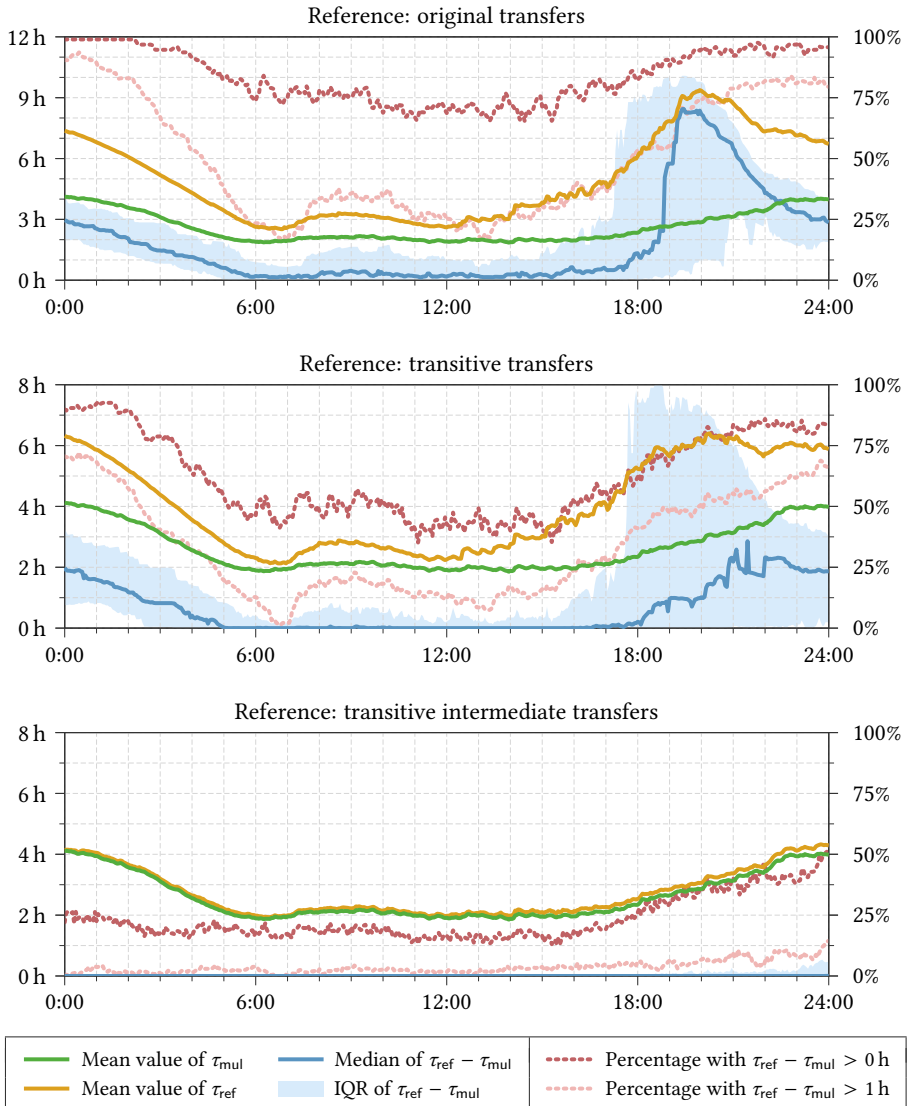 Reference: original transfers
12 h 100%
9 h 75%
6 h 50%
3 h 25%
0 h 0%
0:00 6:00 12:00 18:00 24:00
Reference: transitive transfers
8 h 100%
6 h 75%
4 h 50%
2 h 25%
0 h 0%
0:00 6:00 12:00 18:00 24:00
Reference: transitive intermediate transfers
8 h 100%
6 h 75%
4 h 50%
2 h 25%
0 h 0%
0:00 6:00 12:00 18:00 24:00
Mean value of τmul Median of τref − τmul Percentage with τref − τmul > 0 h
Mean value of τref IQR of τref − τmul Percentage with τref − τmul > 1 h